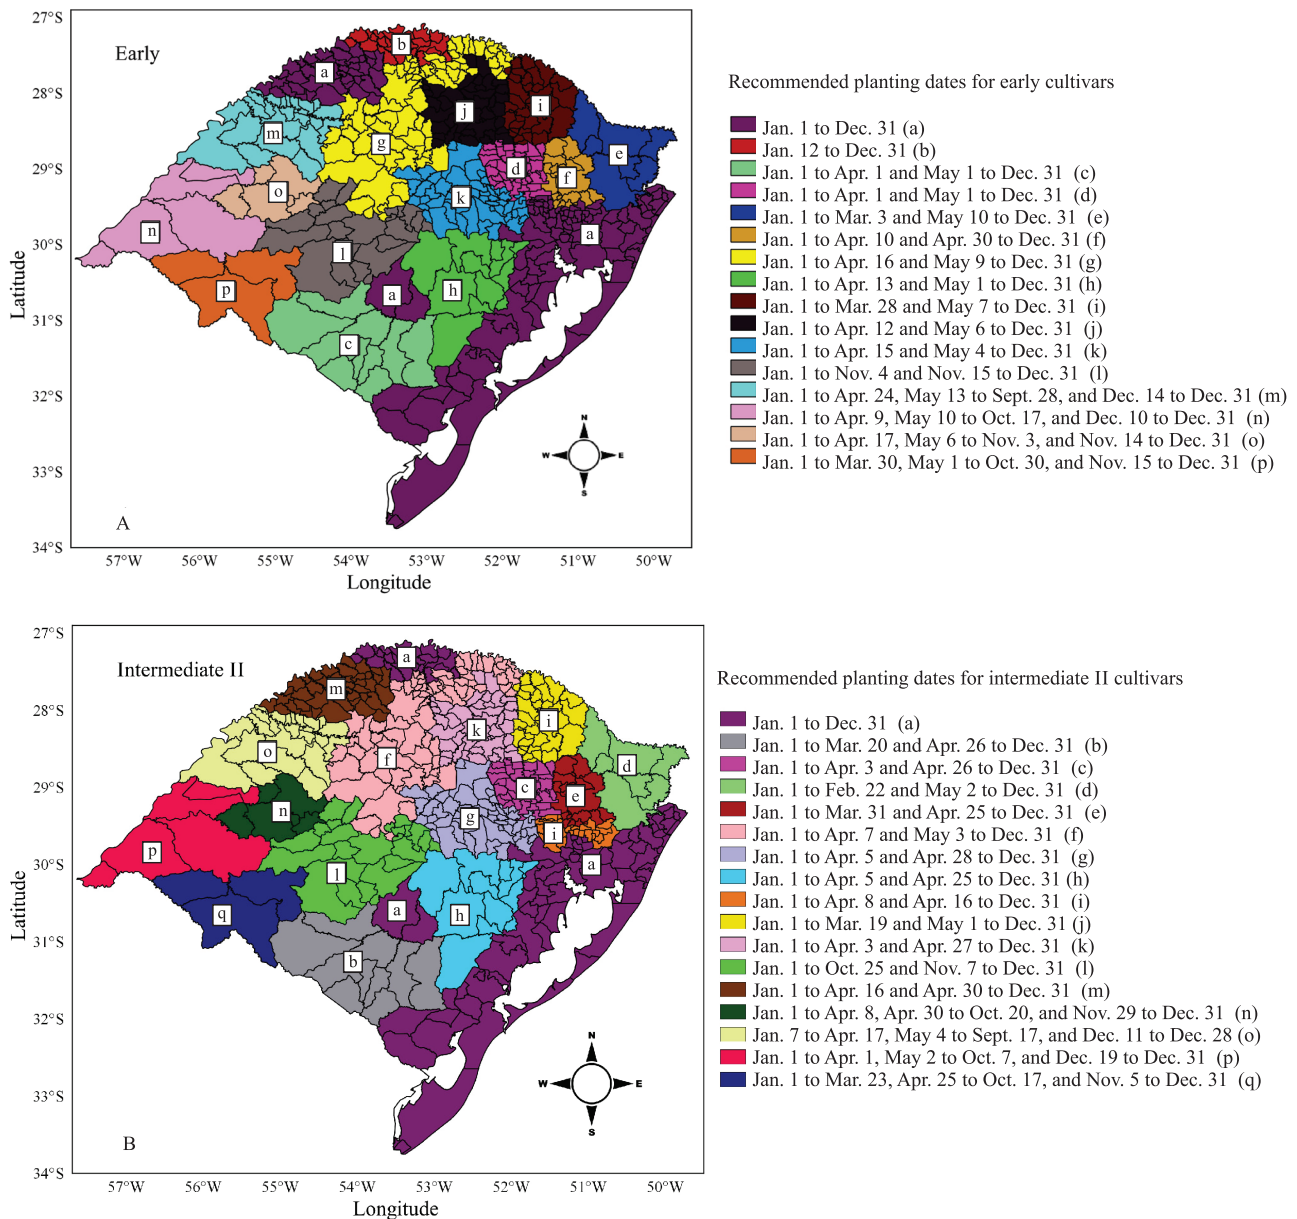 27°S
28°S
29°S
30°S
31°S
32°S
33°S
34°S
Latitude
Early
b
a
j
i
m
g
e
d
f
o
k
n
a
l
p
a
h
c
N
W
E
S
A
57°W
56°W
55°W
54°W
53°W
52°W
51°W
50°W
Longitude
Recommended planting dates for early cultivars
Jan. 1 to Dec. 31 (a)
Jan. 12 to Dec. 31 (b)
Jan. 1 to Apr. 1 and May 1 to Dec. 31 (c)
Jan. 1 to Apr. 1 and May 1 to Dec. 31 (d)
Jan. 1 to Mar. 3 and May 10 to Dec. 31 (e)
Jan. 1 to Apr. 10 and Apr. 30 to Dec. 31 (f)
Jan. 1 to Apr. 16 and May 9 to Dec. 31 (g)
Jan. 1 to Apr. 13 and May 1 to Dec. 31 (h)
Jan. 1 to Mar. 28 and May 7 to Dec. 31 (i)
Jan. 1 to Apr. 12 and May 6 to Dec. 31 (j)
Jan. 1 to Apr. 15 and May 4 to Dec. 31 (k)
Jan. 1 to Nov. 4 and Nov. 15 to Dec. 31 (l)
Jan. 1 to Apr. 24, May 13 to Sept. 28, and Dec. 14 to Dec. 31 (m)
Jan. 1 to Apr. 9, May 10 to Oct. 17, and Dec. 10 to Dec. 31 (n)
Jan. 1 to Apr. 17, May 6 to Nov. 3, and Nov. 14 to Dec. 31 (o)
Jan. 1 to Mar. 30, May 1 to Oct. 30, and Nov. 15 to Dec. 31 (p)
27°S
28°S
29°S
30°S
31°S
32°S
33°S
34°S
Latitude
Intermediate II
a
m
i
k
o
f
d
c
e
n
g
i
p
a
l
q
a
h
b
N
W
E
S
B
57°W
56°W
55°W
54°W
53°W
52°W
51°W
50°W
Longitude
Recommended planting dates for intermediate II cultivars
Jan. 1 to Dec. 31 (a)
Jan. 1 to Mar. 20 and Apr. 26 to Dec. 31 (b)
Jan. 1 to Apr. 3 and Apr. 26 to Dec. 31 (c)
Jan. 1 to Feb. 22 and May 2 to Dec. 31 (d)
Jan. 1 to Mar. 31 and Apr. 25 to Dec. 31 (e)
Jan. 1 to Apr. 7 and May 3 to Dec. 31 (f)
Jan. 1 to Apr. 5 and Apr. 28 to Dec. 31 (g)
Jan. 1 to Apr. 5 and Apr. 25 to Dec. 31 (h)
Jan. 1 to Apr. 8 and Apr. 16 to Dec. 31 (i)
Jan. 1 to Mar. 19 and May 1 to Dec. 31 (j)
Jan. 1 to Apr. 3 and Apr. 27 to Dec. 31 (k)
Jan. 1 to Oct. 25 and Nov. 7 to Dec. 31 (l)
Jan. 1 to Apr. 16 and Apr. 30 to Dec. 31 (m)
Jan. 1 to Apr. 8, Apr. 30 to Oct. 20, and Nov. 29 to Dec. 31 (n)
Jan. 7 to Apr. 17, May 4 to Sept. 17, and Dec. 11 to Dec. 28 (o)
Jan. 1 to Apr. 1, May 2 to Oct. 7, and Dec. 19 to Dec. 31 (p)
Jan. 1 to Mar. 23, Apr. 25 to Oct. 17, and Nov. 5 to Dec. 31 (q)